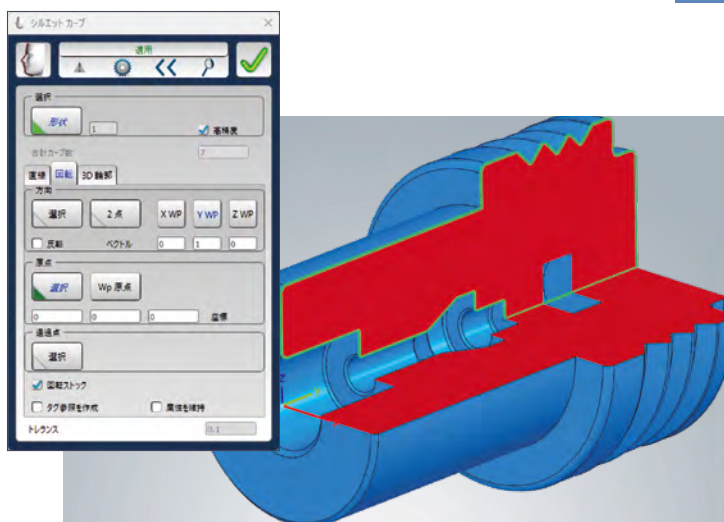 シルエット カーブ
適用
選択
形状
1
高精度
合計カーブ数
7
直線 回転 3D 輪郭
方向
選択 2 点 X WP Y WP Z WP
反転 ベクトル 0 1 0
原点
選択 Wp 原点
0 0 0 座標
通過点
選択
回転ストック
タグ参照を作成 属性を維持
トレランス 0.1
Z